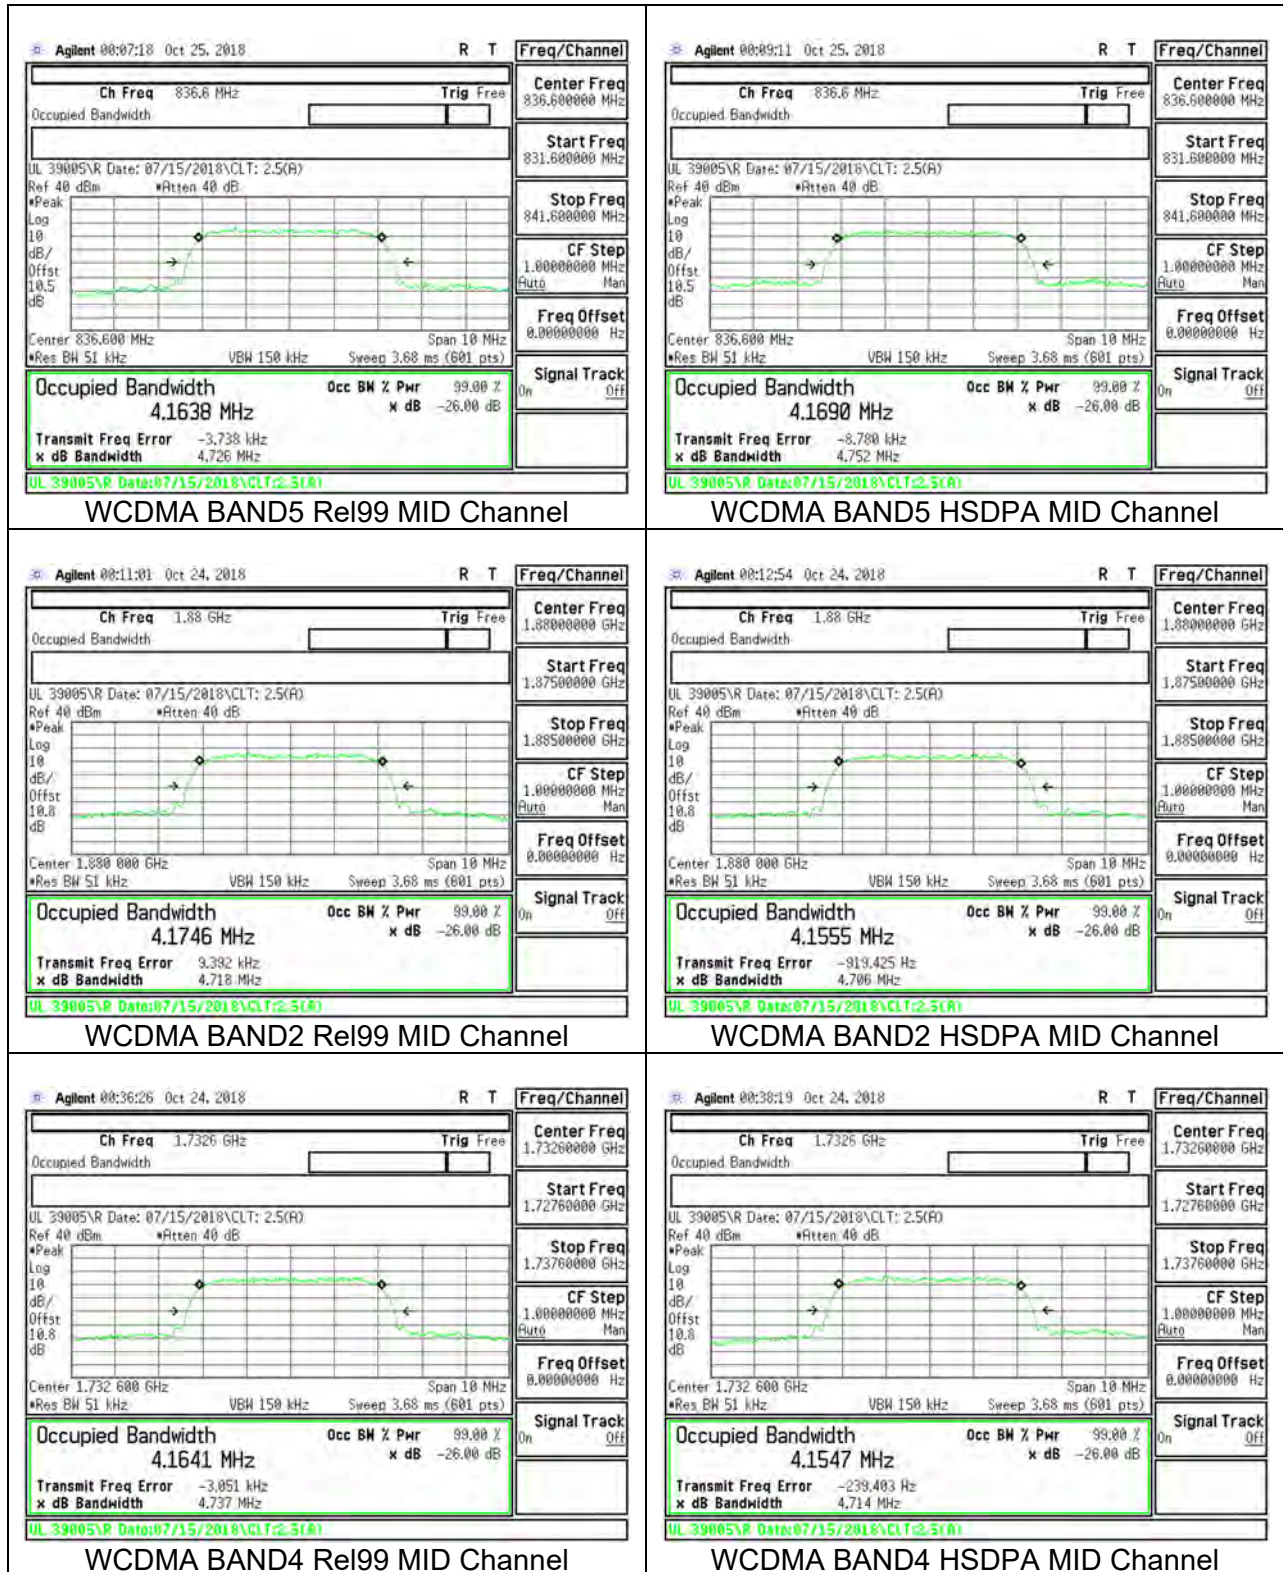 Agilent 00:07:18 Oct 25, 2018 R T Freq/Channel
Ch Freq 836.6 MHz Trig Free
Occupied Bandwidth
Center Freq
836.600000 MHz
Start Freq
831.600000 MHz
UL 39005\R Date: 07/15/2018\CLT: 2.5(A)
Ref 40 dBm #Atten 40 dB
#Peak
Log
10
dB/
Offst
10.5
dB
Stop Freq
841.600000 MHz
CF Step
1.00000000 MHz
Auto Man
Freq Offset
0.00000000 Hz
Center 836.600 MHz Span 10 MHz
#Res BW 51 kHz VBW 150 kHz Sweep 3.68 ms (601 pts)
Signal Track
On Off
Occupied Bandwidth Occ BW % Pwr 99.00 %
4.1638 MHz x dB -26.00 dB
Transmit Freq Error -3.738 kHz
x dB Bandwidth 4.726 MHz
UL 39005\R Date:07/15/2018\CLT:2.5(A)
WCDMA BAND5 Rel99 MID Channel
Agilent 00:09:11 Oct 25, 2018 R T Freq/Channel
Ch Freq 836.6 MHz Trig Free
Occupied Bandwidth
Center Freq
836.600000 MHz
Start Freq
831.600000 MHz
UL 39005\R Date: 07/15/2018\CLT: 2.5(A)
Ref 40 dBm #Atten 40 dB
#Peak
Log
10
dB/
Offst
10.5
dB
Stop Freq
841.600000 MHz
CF Step
1.00000000 MHz
Auto Man
Freq Offset
0.00000000 Hz
Center 836.600 MHz Span 10 MHz
#Res BW 51 kHz VBW 150 kHz Sweep 3.68 ms (601 pts)
Signal Track
On Off
Occupied Bandwidth Occ BW % Pwr 99.00 %
4.1690 MHz x dB -26.00 dB
Transmit Freq Error -8.780 kHz
x dB Bandwidth 4.752 MHz
UL 39005\R Date:07/15/2018\CLT:2.5(A)
WCDMA BAND5 HSDPA MID Channel
Agilent 00:11:01 Oct 24, 2018 R T Freq/Channel
Ch Freq 1.88 GHz Trig Free
Occupied Bandwidth
Center Freq
1.88000000 GHz
Start Freq
1.87500000 GHz
UL 39005\R Date: 07/15/2018\CLT: 2.5(A)
Ref 40 dBm #Atten 40 dB
#Peak
Log
10
dB/
Offst
10.8
dB
Stop Freq
1.88500000 GHz
CF Step
1.00000000 MHz
Auto Man
Freq Offset
0.00000000 Hz
Center 1.880 000 GHz Span 10 MHz
#Res BW 51 kHz VBW 150 kHz Sweep 3.68 ms (601 pts)
Signal Track
On Off
Occupied Bandwidth Occ BW % Pwr 99.00 %
4.1746 MHz x dB -26.00 dB
Transmit Freq Error 9.392 kHz
x dB Bandwidth 4.718 MHz
UL 39005\R Date:07/15/2018\CLT:2.5(A)
WCDMA BAND2 Rel99 MID Channel
Agilent 00:12:54 Oct 24, 2018 R T Freq/Channel
Ch Freq 1.88 GHz Trig Free
Occupied Bandwidth
Center Freq
1.88000000 GHz
Start Freq
1.87500000 GHz
UL 39005\R Date: 07/15/2018\CLT: 2.5(A)
Ref 40 dBm #Atten 40 dB
#Peak
Log
10
dB/
Offst
10.8
dB
Stop Freq
1.88500000 GHz
CF Step
1.00000000 MHz
Auto Man
Freq Offset
0.00000000 Hz
Center 1.880 000 GHz Span 10 MHz
#Res BW 51 kHz VBW 150 kHz Sweep 3.68 ms (601 pts)
Signal Track
On Off
Occupied Bandwidth Occ BW % Pwr 99.00 %
4.1555 MHz x dB -26.00 dB
Transmit Freq Error -919.425 Hz
x dB Bandwidth 4.706 MHz
UL 39005\R Date:07/15/2018\CLT:2.5(A)
WCDMA BAND2 HSDPA MID Channel
Agilent 00:36:26 Oct 24, 2018 R T Freq/Channel
Ch Freq 1.7326 GHz Trig Free
Occupied Bandwidth
Center Freq
1.73260000 GHz
Start Freq
1.72760000 GHz
UL 39005\R Date: 07/15/2018\CLT: 2.5(A)
Ref 40 dBm #Atten 40 dB
#Peak
Log
10
dB/
Offst
10.8
dB
Stop Freq
1.73760000 GHz
CF Step
1.00000000 MHz
Auto Man
Freq Offset
0.00000000 Hz
Center 1.732 600 GHz Span 10 MHz
#Res BW 51 kHz VBW 150 kHz Sweep 3.68 ms (601 pts)
Signal Track
On Off
Occupied Bandwidth Occ BW % Pwr 99.00 %
4.1641 MHz x dB -26.00 dB
Transmit Freq Error -3.051 kHz
x dB Bandwidth 4.737 MHz
UL 39005\R Date:07/15/2018\CLT:2.5(A)
WCDMA BAND4 Rel99 MID Channel
Agilent 00:38:19 Oct 24, 2018 R T Freq/Channel
Ch Freq 1.7326 GHz Trig Free
Occupied Bandwidth
Center Freq
1.73260000 GHz
Start Freq
1.72760000 GHz
UL 39005\R Date: 07/15/2018\CLT: 2.5(A)
Ref 40 dBm #Atten 40 dB
#Peak
Log
10
dB/
Offst
10.8
dB
Stop Freq
1.73760000 GHz
CF Step
1.00000000 MHz
Auto Man
Freq Offset
0.00000000 Hz
Center 1.732 600 GHz Span 10 MHz
#Res BW 51 kHz VBW 150 kHz Sweep 3.68 ms (601 pts)
Signal Track
On Off
Occupied Bandwidth Occ BW % Pwr 99.00 %
4.1547 MHz x dB -26.00 dB
Transmit Freq Error -239.403 Hz
x dB Bandwidth 4.714 MHz
UL 39005\R Date:07/15/2018\CLT:2.5(A)
WCDMA BAND4 HSDPA MID Channel